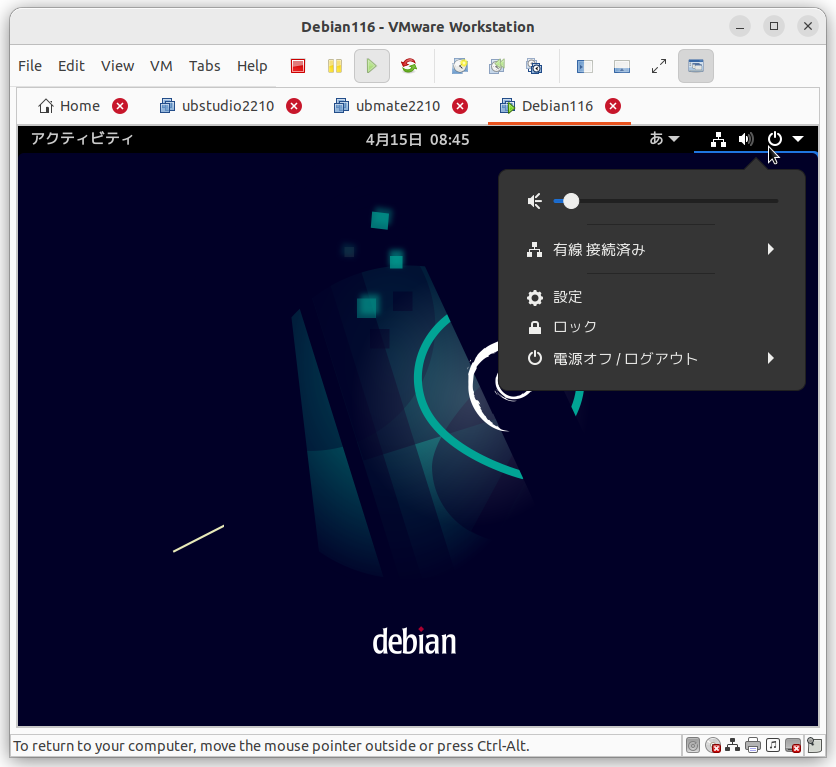 Debian116 - VMware Workstation
File Edit View VM Tabs Help
Home ubstudio2210 ubmate2210 Debian116
アクティビティ 4月15日 08:45 あ
有線 接続済み
設定
ロック
電源オフ / ログアウト
debian
To return to your computer, move the mouse pointer outside or press Ctrl-Alt.